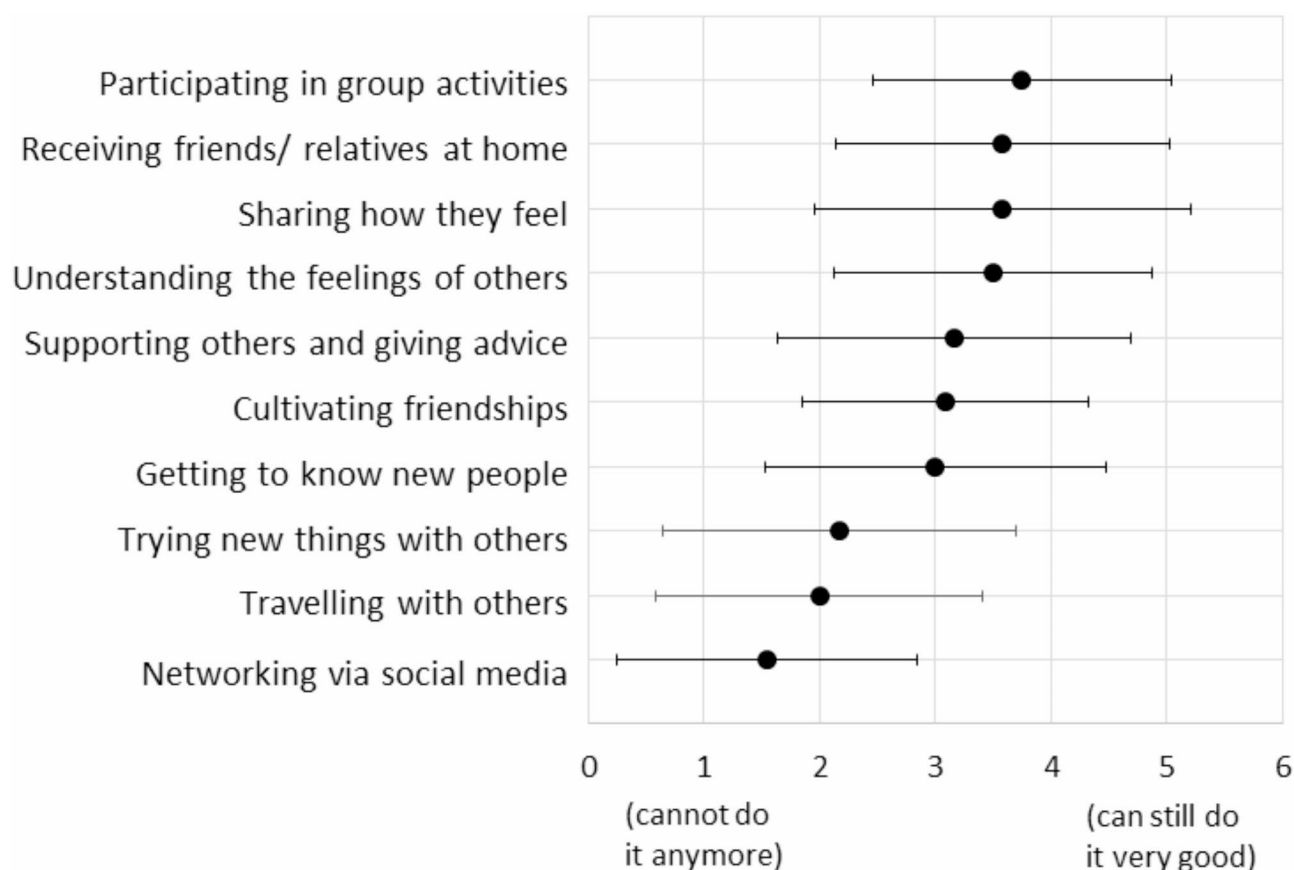 Participating in group activities
Receiving friends/ relatives at home
Sharing how they feel
Understanding the feelings of others
Supporting others and giving advice
Cultivating friendships
Getting to know new people
Trying new things with others
Travelling with others
Networking via social media
0 1 2 3 4 5 6
(cannot do
it anymore)
(can still do
it very good)